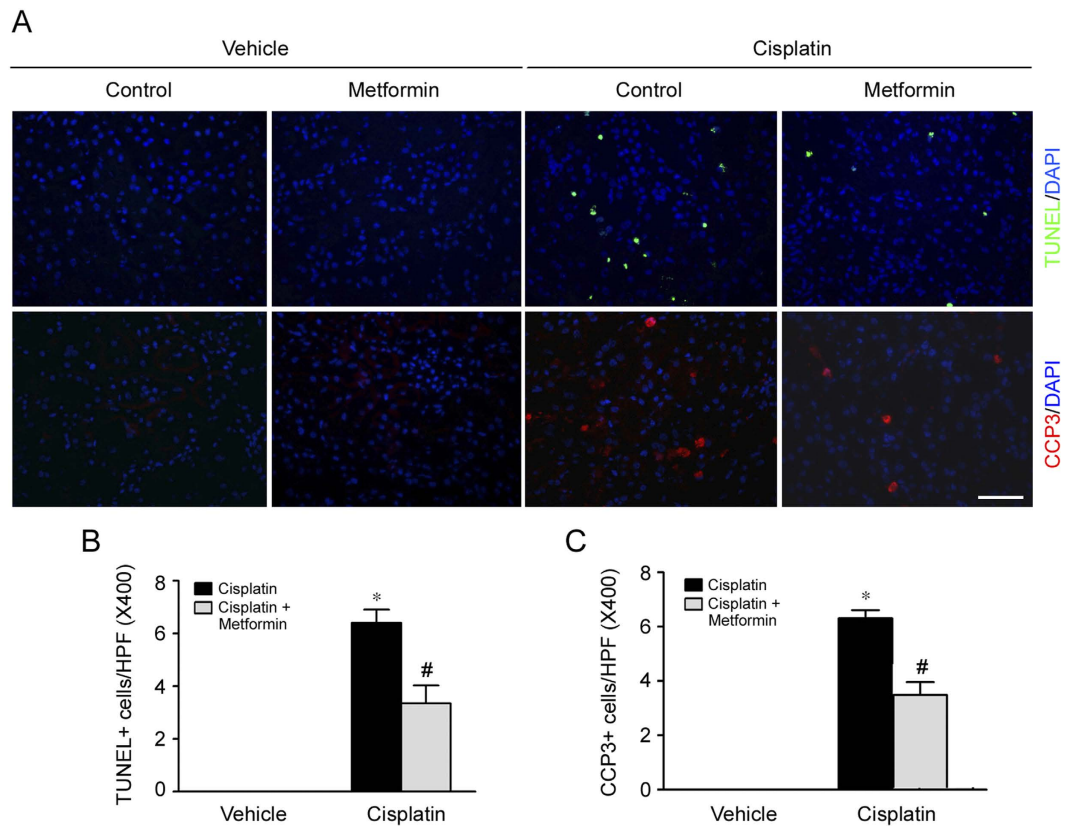 A
Vehicle Cisplatin
Control Metformin Control Metformin
TUNEL/DAPI
CCP3/DAPI
B
TUNEL+ cells/HPF (X400)
8
6
4
2
0
Cisplatin
Cisplatin +
Metformin
*
#
Vehicle Cisplatin
C
CCP3+ cells/HPF (X400)
8
6
4
2
0
Cisplatin
Cisplatin +
Metformin
*
#
Vehicle Cisplatin